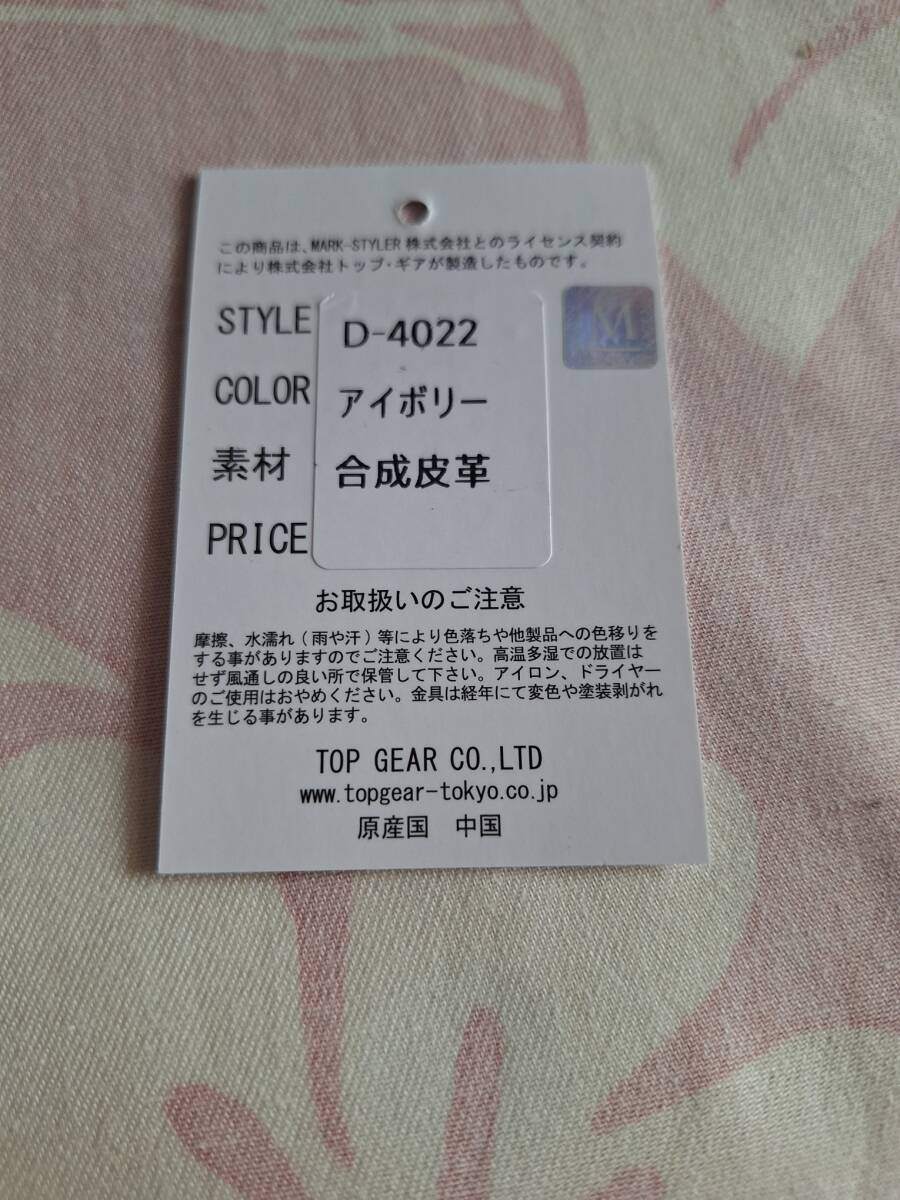 この商品は、MARK-STYLER 株式会社とのライセンス契約
により株式会社トップ・ギアが製造したものです。
STYLE D-4022
M
COLOR アイボリー
素材 合成皮革
PRICE
お取扱いのご注意
摩擦、水濡れ(雨や汗)等により色落ちや他製品への色移りを
する事がありますのでご注意ください。高温多湿での放置は
せず風通しの良い所で保管して下さい。アイロン、ドライヤー
のご使用はおやめください。金具は経年にて変色や塗装剥がれ
を生じる事があります。
TOP GEAR CO.,LTD
www.topgear-tokyo.co.jp
原産国 中国